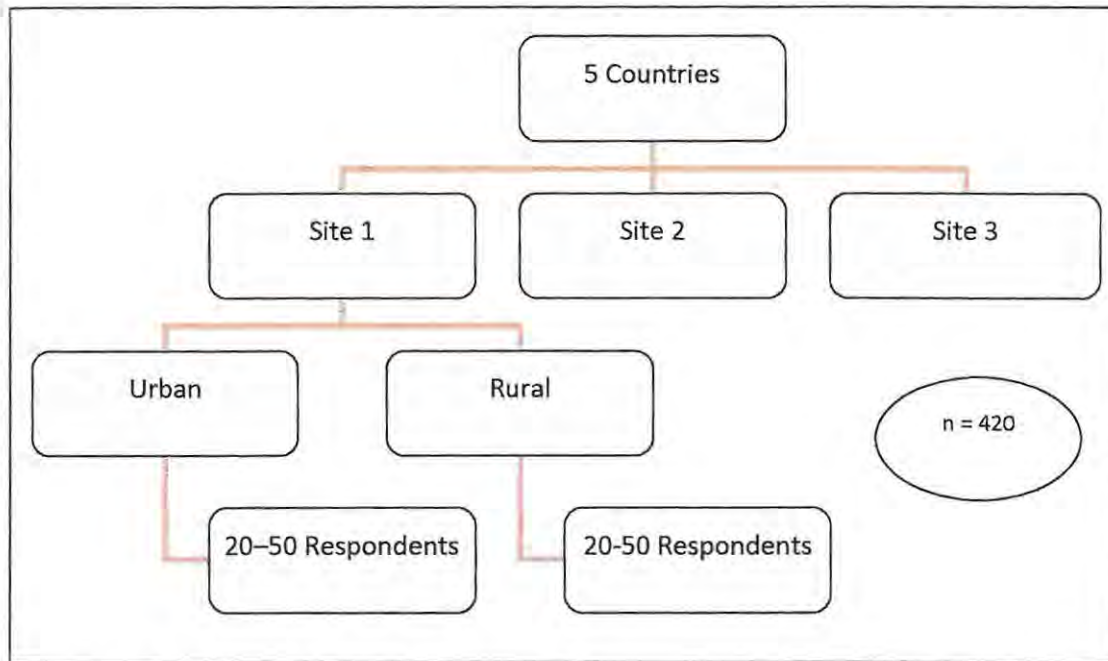 5 Countries
Site 1
Site 2
Site 3
Urban
Rural
n = 420
20–50 Respondents
20-50 Respondents